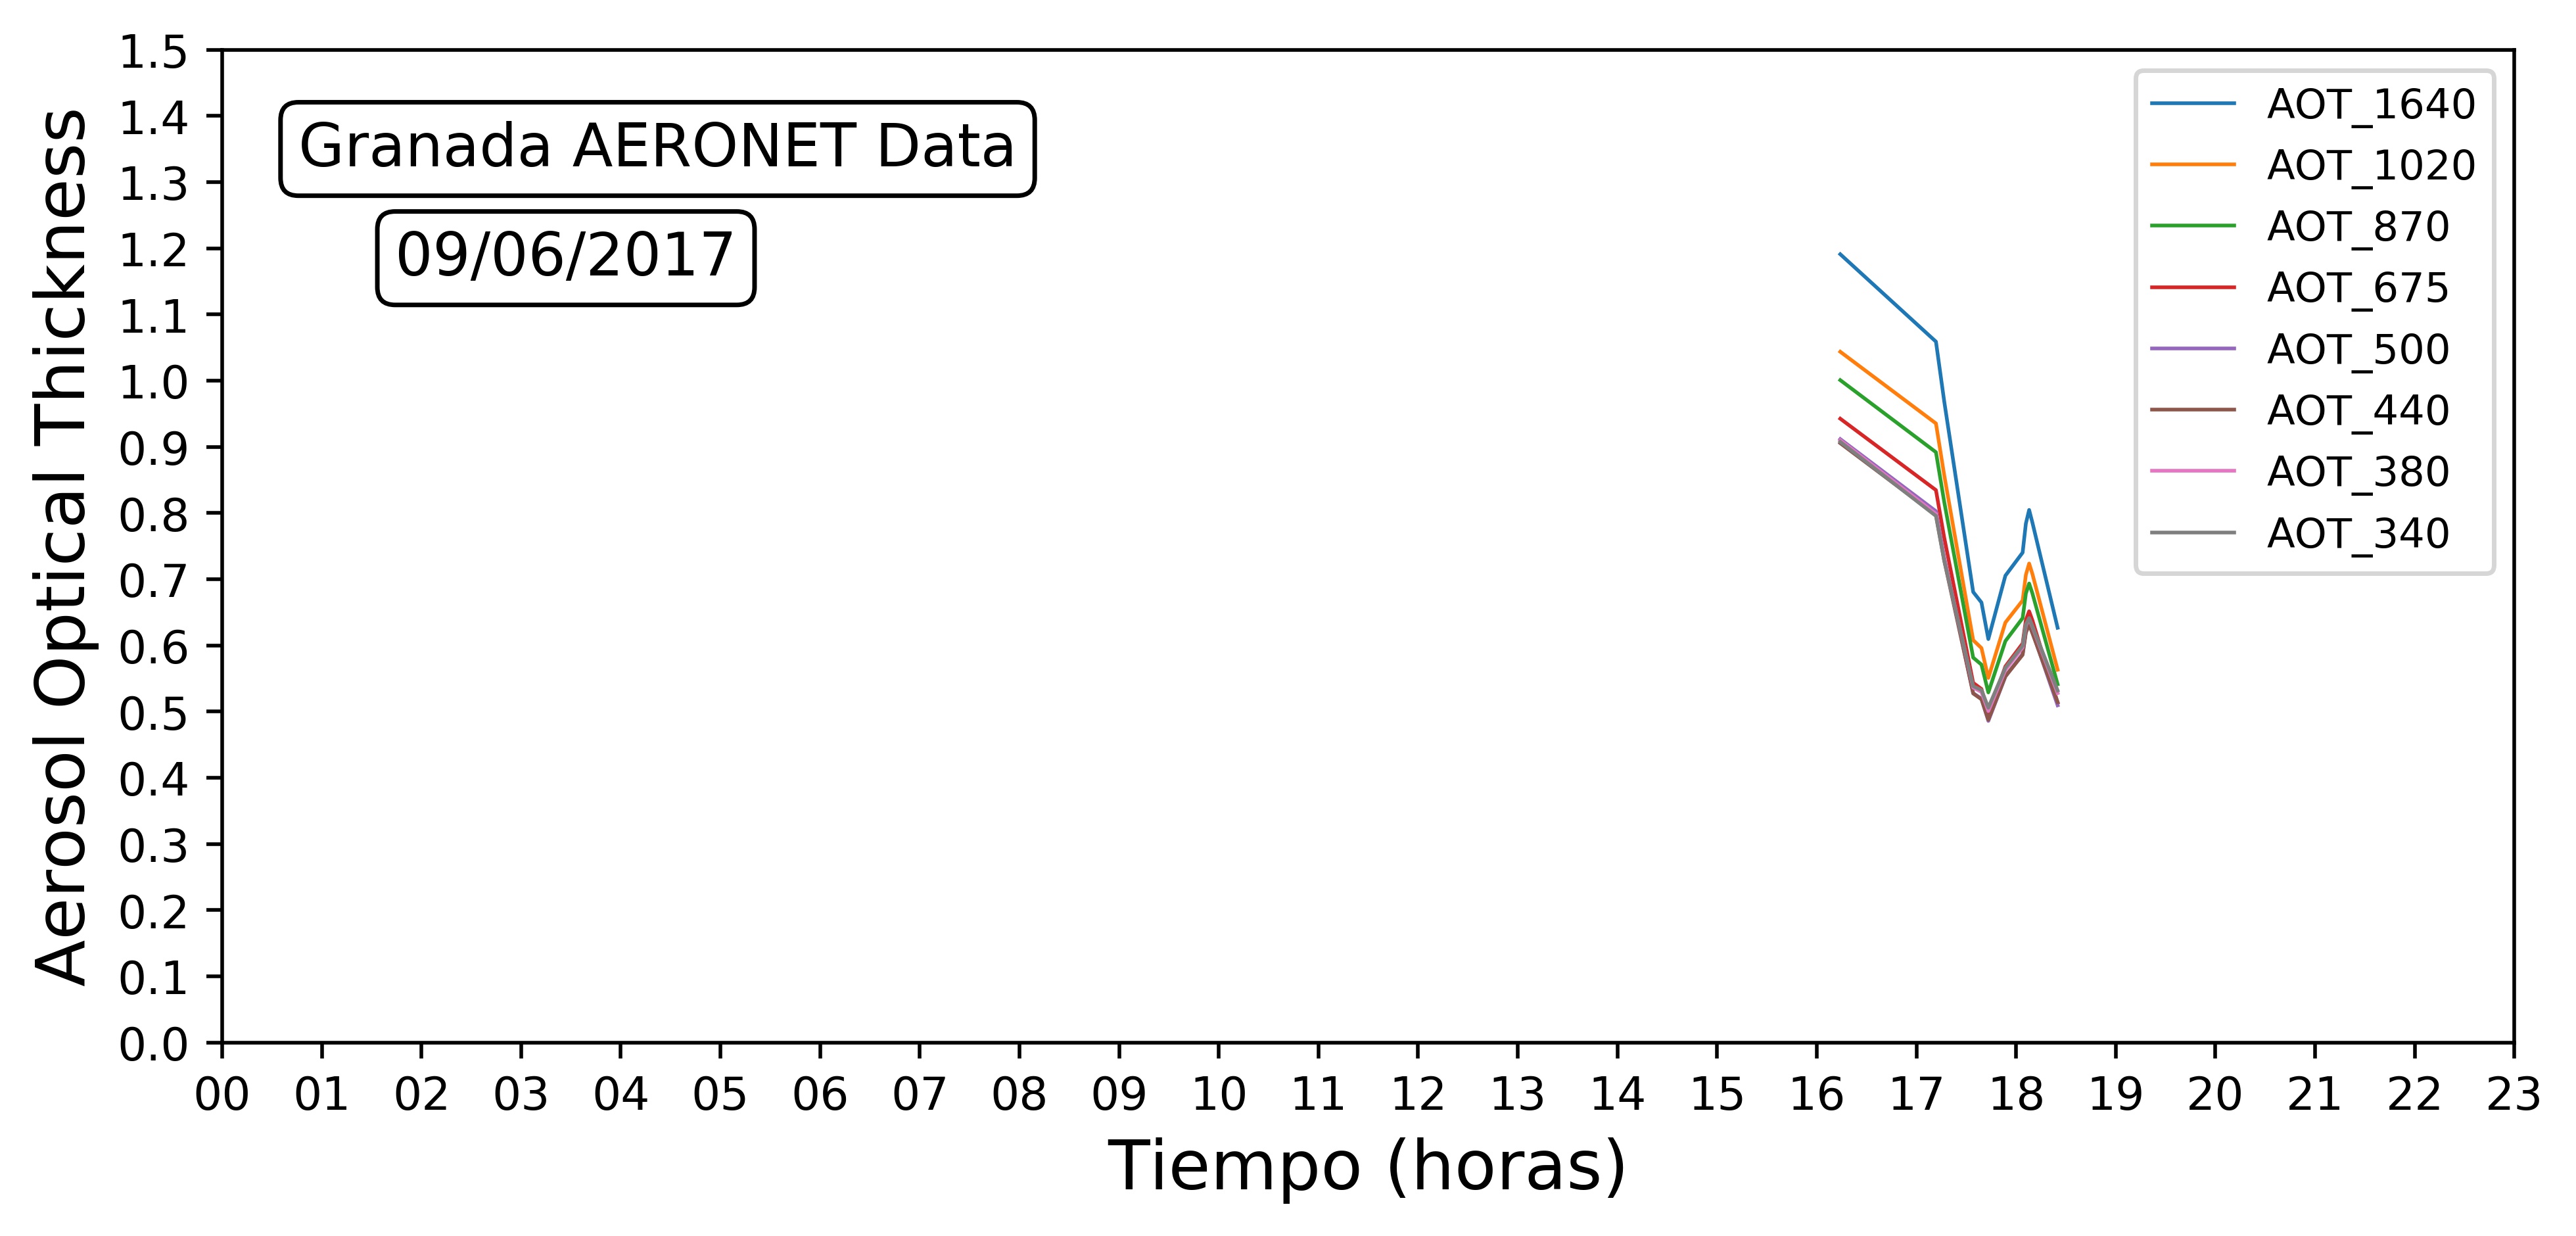 Granada AERONET Data
09/06/2017
AOT_1640
AOT_1020
AOT_870
AOT_675
AOT_500
AOT_440
AOT_380
AOT_340
Aerosol Optical Thickness
1.5
1.4
1.3
1.2
1.1
1.0
0.9
0.8
0.7
0.6
0.5
0.4
0.3
0.2
0.1
0.0
00 01 02 03 04 05 06 07 08 09 10 11 12 13 14 15 16 17 18 19 20 21 22 23
Tiempo (horas)